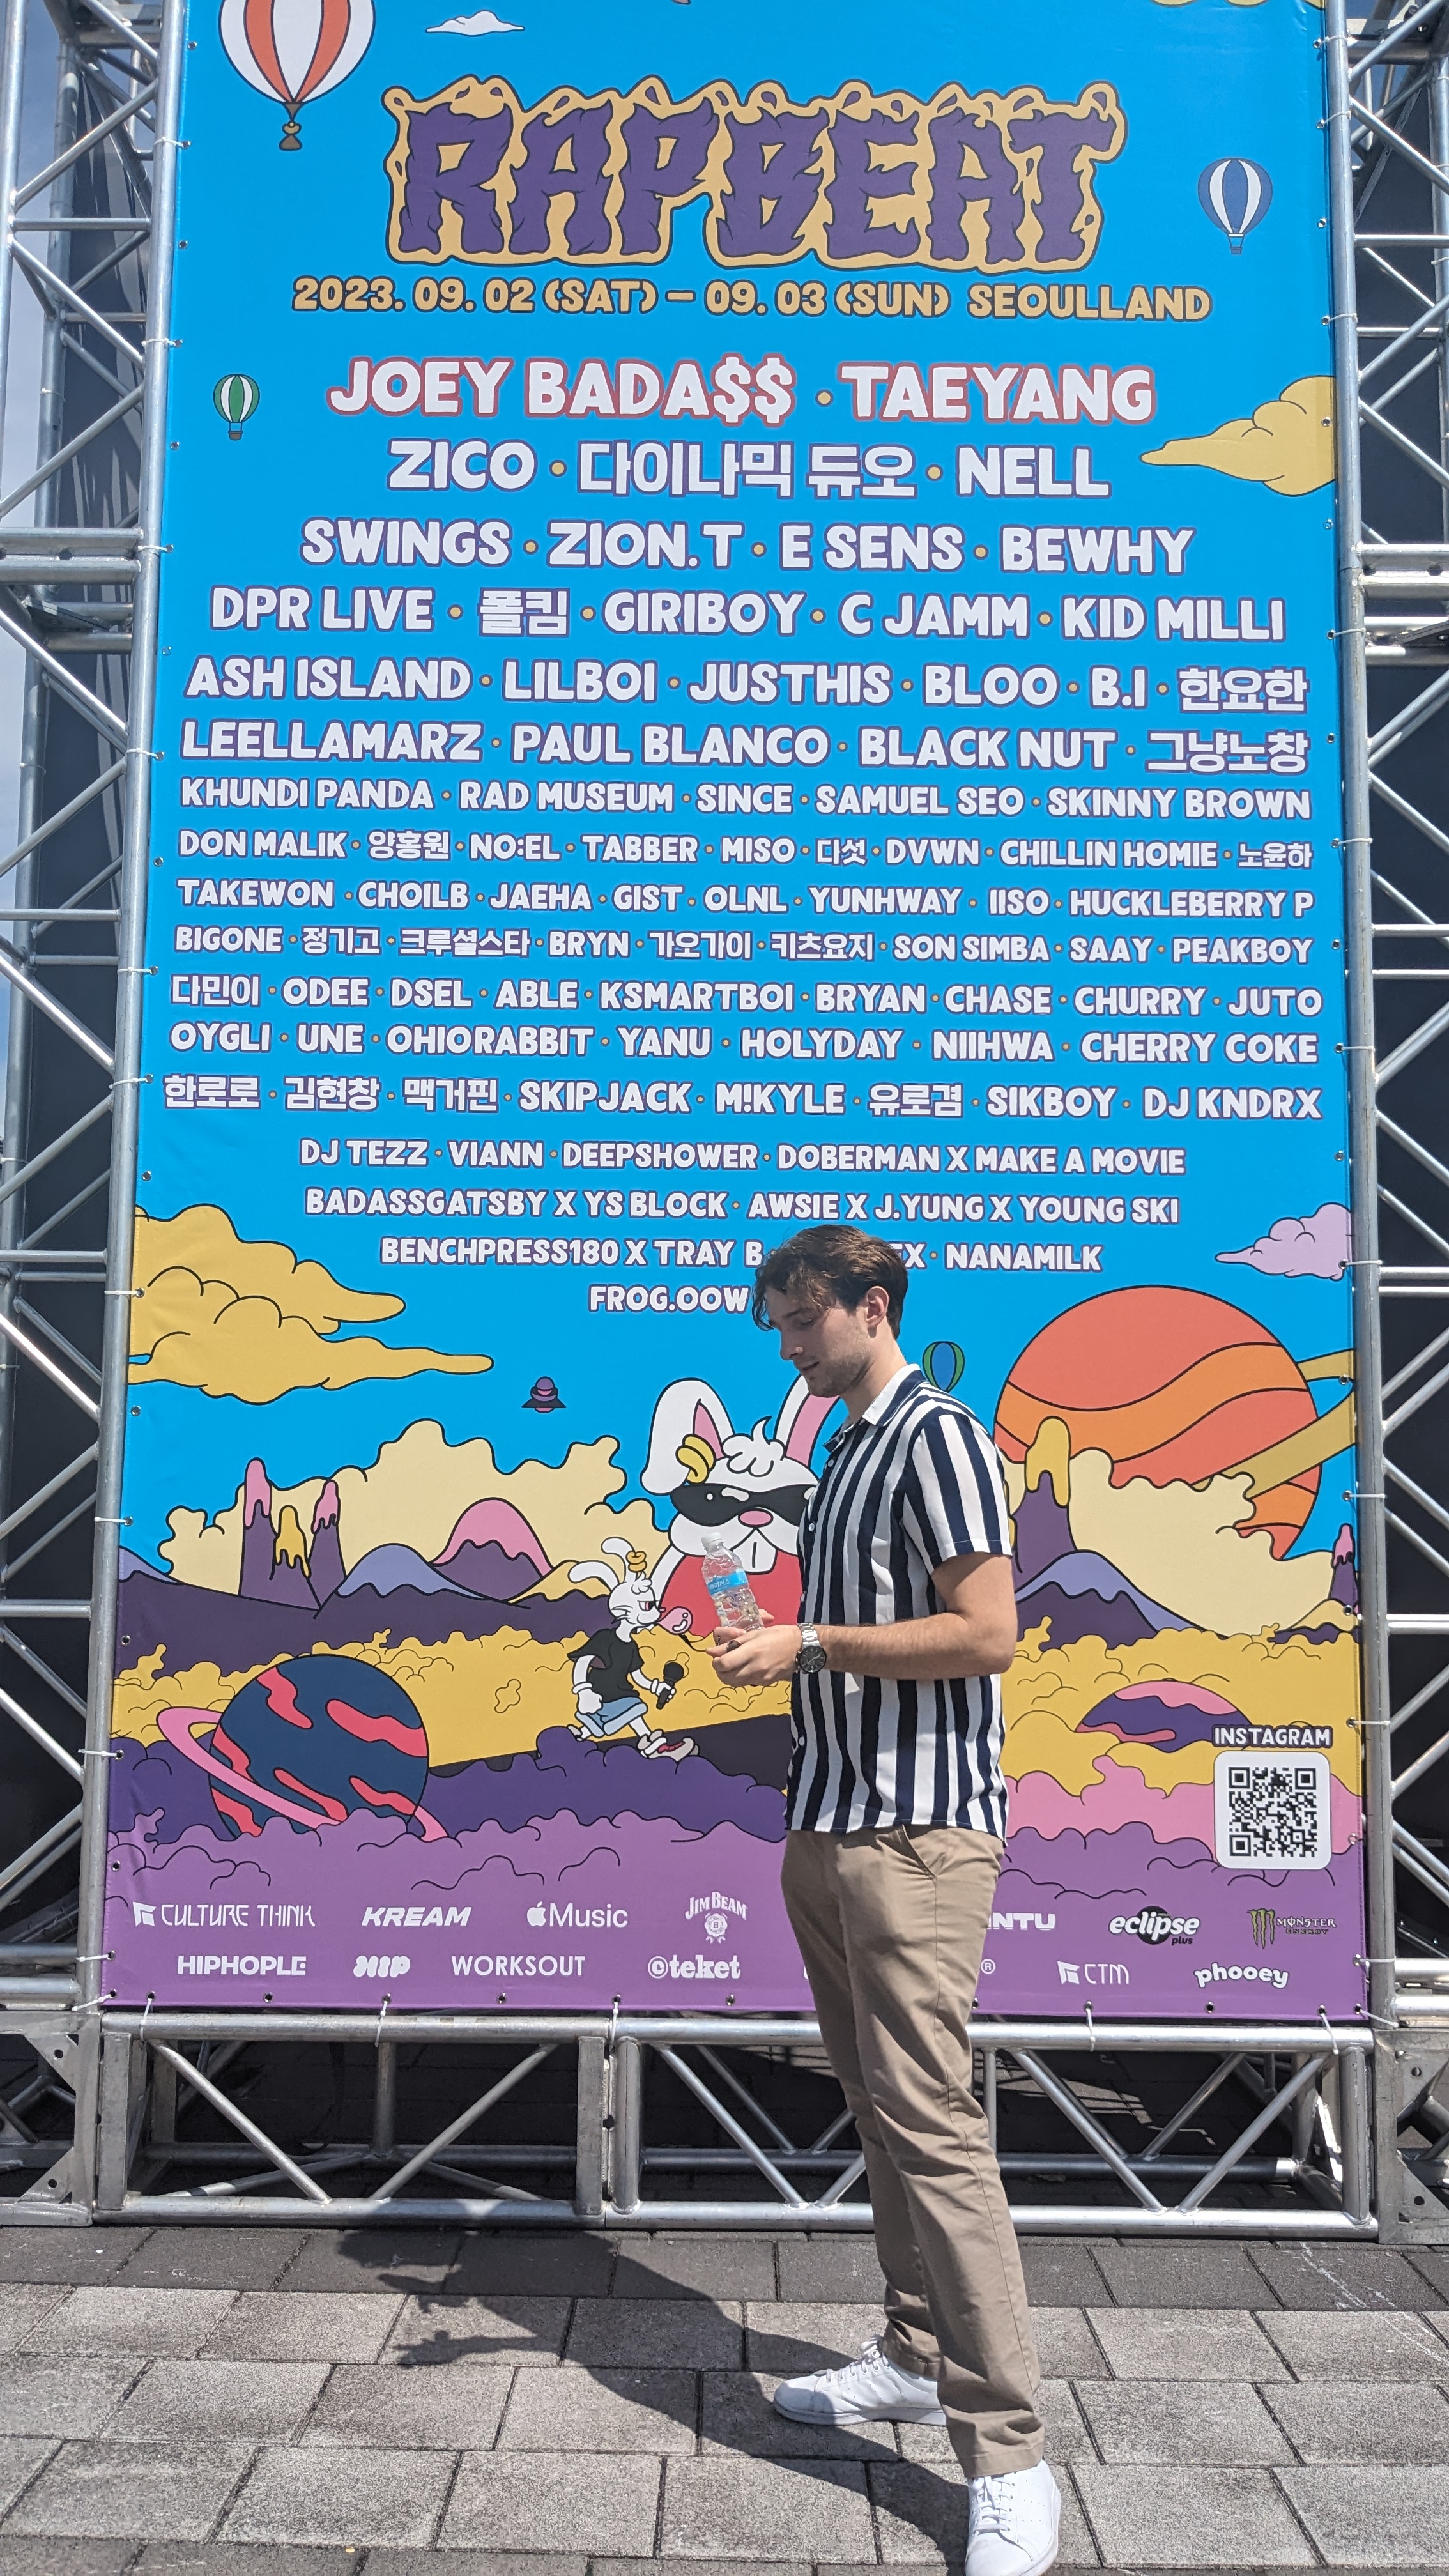 RAPBEAT
2023. 09. 02 (SAT) – 09. 03 (SUN) SEOULLAND
JOEY BADA$$ · TAEYANG
ZICO · 다이나믹 듀오 · NELL
SWINGS · ZION.T · E SENS · BEWHY
DPR LIVE · 폴킴 · GIRIBOY · C JAMM · KID MILLI
ASH ISLAND · LILBOI · JUSTHIS · BLOO · B.I · 한요한
LEELLAMARZ · PAUL BLANCO · BLACK NUT · 그냥노창
KHUNDI PANDA · RAD MUSEUM · SINCE · SAMUEL SEO · SKINNY BROWN
DON MALIK · 양홍원 · NO:EL · TABBER · MISO · 다섯 · DVWN · CHILLIN HOMIE · 노윤하
TAKEWON · CHOILB · JAEHA · GIST · OLNL · YUNHWAY · IISO · HUCKLEBERRY P
BIGONE · 정기고 · 크루셜스타 · BRYN · 가오가이 · 키츠요지 · SON SIMBA · SAAY · PEAKBOY
다민이 · ODEE · DSEL · ABLE · KSMARTBOI · BRYAN · CHASE · CHURRY · JUTO
OYGLI · UNE · OHIORABBIT · YANU · HOLYDAY · NIIHWA · CHERRY COKE
한로로 · 김현창 · 맥거핀 · SKIPJACK · M!KYLE · 유로겸 · SIKBOY · DJ KNDRX
DJ TEZZ · VIANN · DEEPSHOWER · DOBERMAN X MAKE A MOVIE
BADASSGATSBY X YS BLOCK · AWSIE X J.YUNG X YOUNG SKI
BENCHPRESS180 X TRAY B · NANAMILK
FROG.OOW
INSTAGRAM
CULTURE THINK KREAM Music JIM BEAM NTU eclipse plus MONSTER ENERGY
HIPHOPLE HIP WORKSOUT ©teket ® CTM phooey